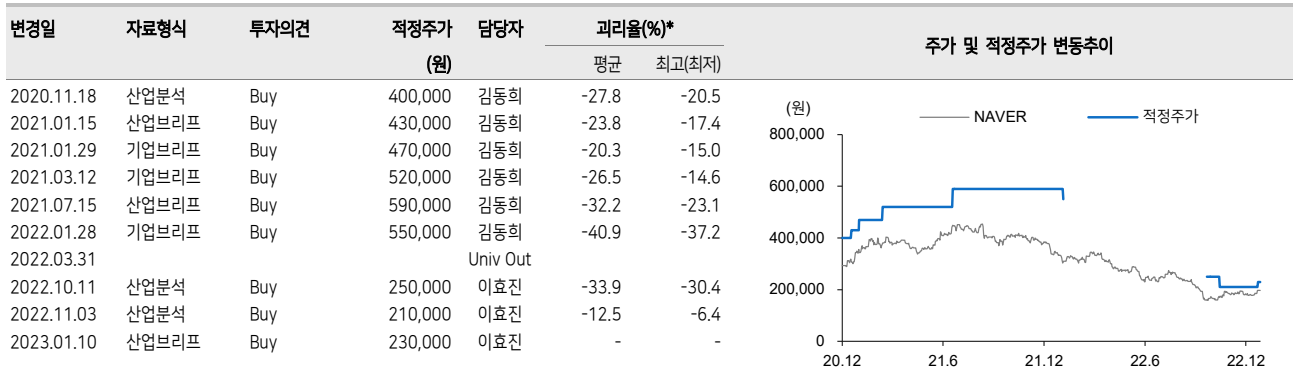 변경일 자료형식 투자의견 적정주가 담당자 괴리율(%)* 주가 및 적정주가 변동추이
(원) 평균 최고(최저)
2020.11.18 산업분석 Buy 400,000 김동희 -27.8 -20.5
2021.01.15 산업브리프 Buy 430,000 김동희 -23.8 -17.4
2021.01.29 기업브리프 Buy 470,000 김동희 -20.3 -15.0
2021.03.12 기업브리프 Buy 520,000 김동희 -26.5 -14.6
2021.07.15 산업브리프 Buy 590,000 김동희 -32.2 -23.1
2022.01.28 기업브리프 Buy 550,000 김동희 -40.9 -37.2
2022.03.31 Univ Out
2022.10.11 산업분석 Buy 250,000 이효진 -33.9 -30.4
2022.11.03 산업분석 Buy 210,000 이효진 -12.5 -6.4
2023.01.10 산업브리프 Buy 230,000 이효진 - -
(원) NAVER 적정주가
800,000
600,000
400,000
200,000
0
20.12 21.6 21.12 22.6 22.12